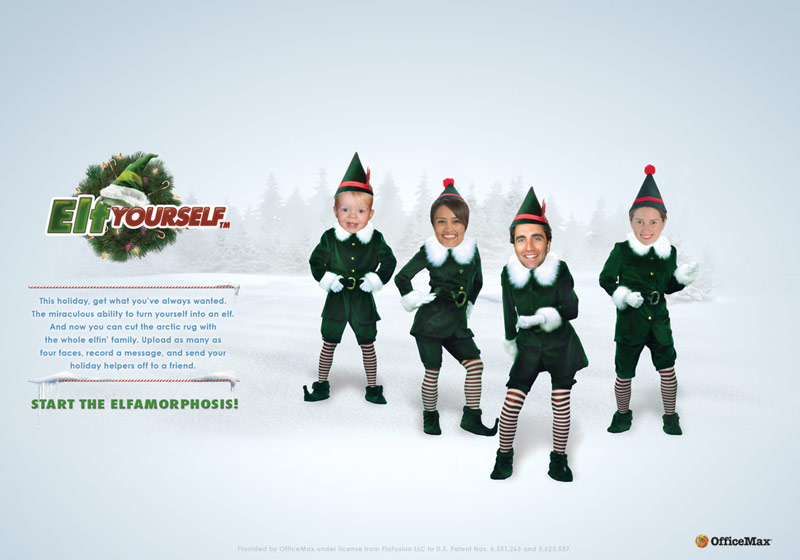 Elf YOURSELF™
This holiday, get what you've always wanted.
The miraculous ability to turn yourself into an elf.
And now you can cut the arctic rug with
the whole elfin' family. Upload as many as
four faces, record a message, and send your
holiday helpers off to a friend.
START THE ELFAMORPHOSIS!
OfficeMax®
Provided by OfficeMax under license from PixFusion LLC to U.S. Patent Nos. 6,351,265 and